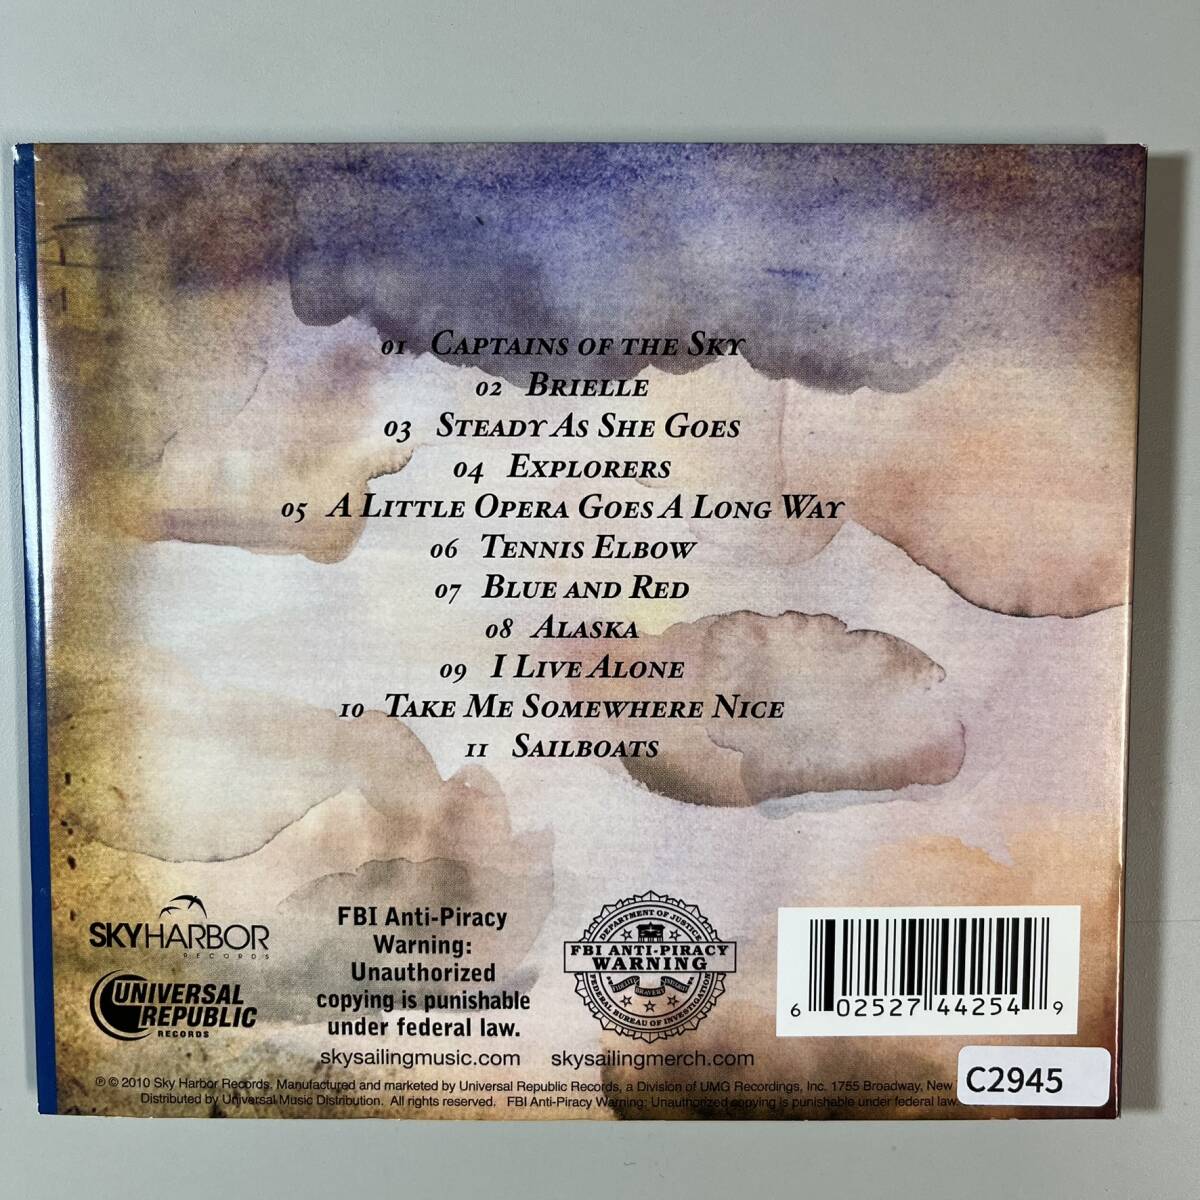 01 Captains of the Sky
02 Brielle
03 Steady As She Goes
04 Explorers
05 A Little Opera Goes A Long Way
06 Tennis Elbow
07 Blue and Red
08 Alaska
09 I Live Alone
10 Take Me Somewhere Nice
11 Sailboats
SKYHARBOR
RECORDS
UNIVERSAL
REPUBLIC
RECORDS
FBI Anti-Piracy
Warning:
Unauthorized
copying is punishable
under federal law.
DEPARTMENT OF JUSTICE
FBI ANTI-PIRACY
WARNING
FIDELITY BRAVERY INTEGRITY
FEDERAL BUREAU OF INVESTIGATION
6 02527 44254 9
skysailingmusic.com skysailingmerch.com
℗ © 2010 Sky Harbor Records. Manufactured and marketed by Universal Republic Records, a Division of UMG Recordings, Inc. 1755 Broadway, New
Distributed by Universal Music Distribution. All rights reserved. FBI Anti-Piracy Warning: Unauthorized copying is punishable under federal law.
C2945